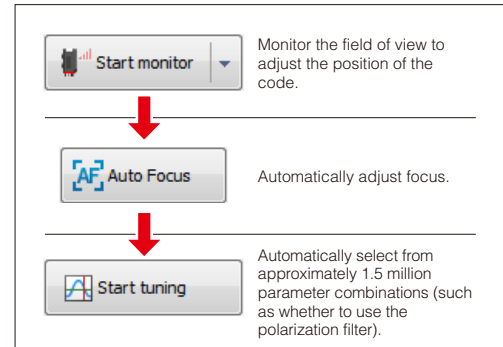 Start monitor
Monitor the field of view to
adjust the position of the
code.
AF Auto Focus
Automatically adjust focus.
Start tuning
Automatically select from
approximately 1.5 million
parameter combinations (such
as whether to use the
polarization filter).